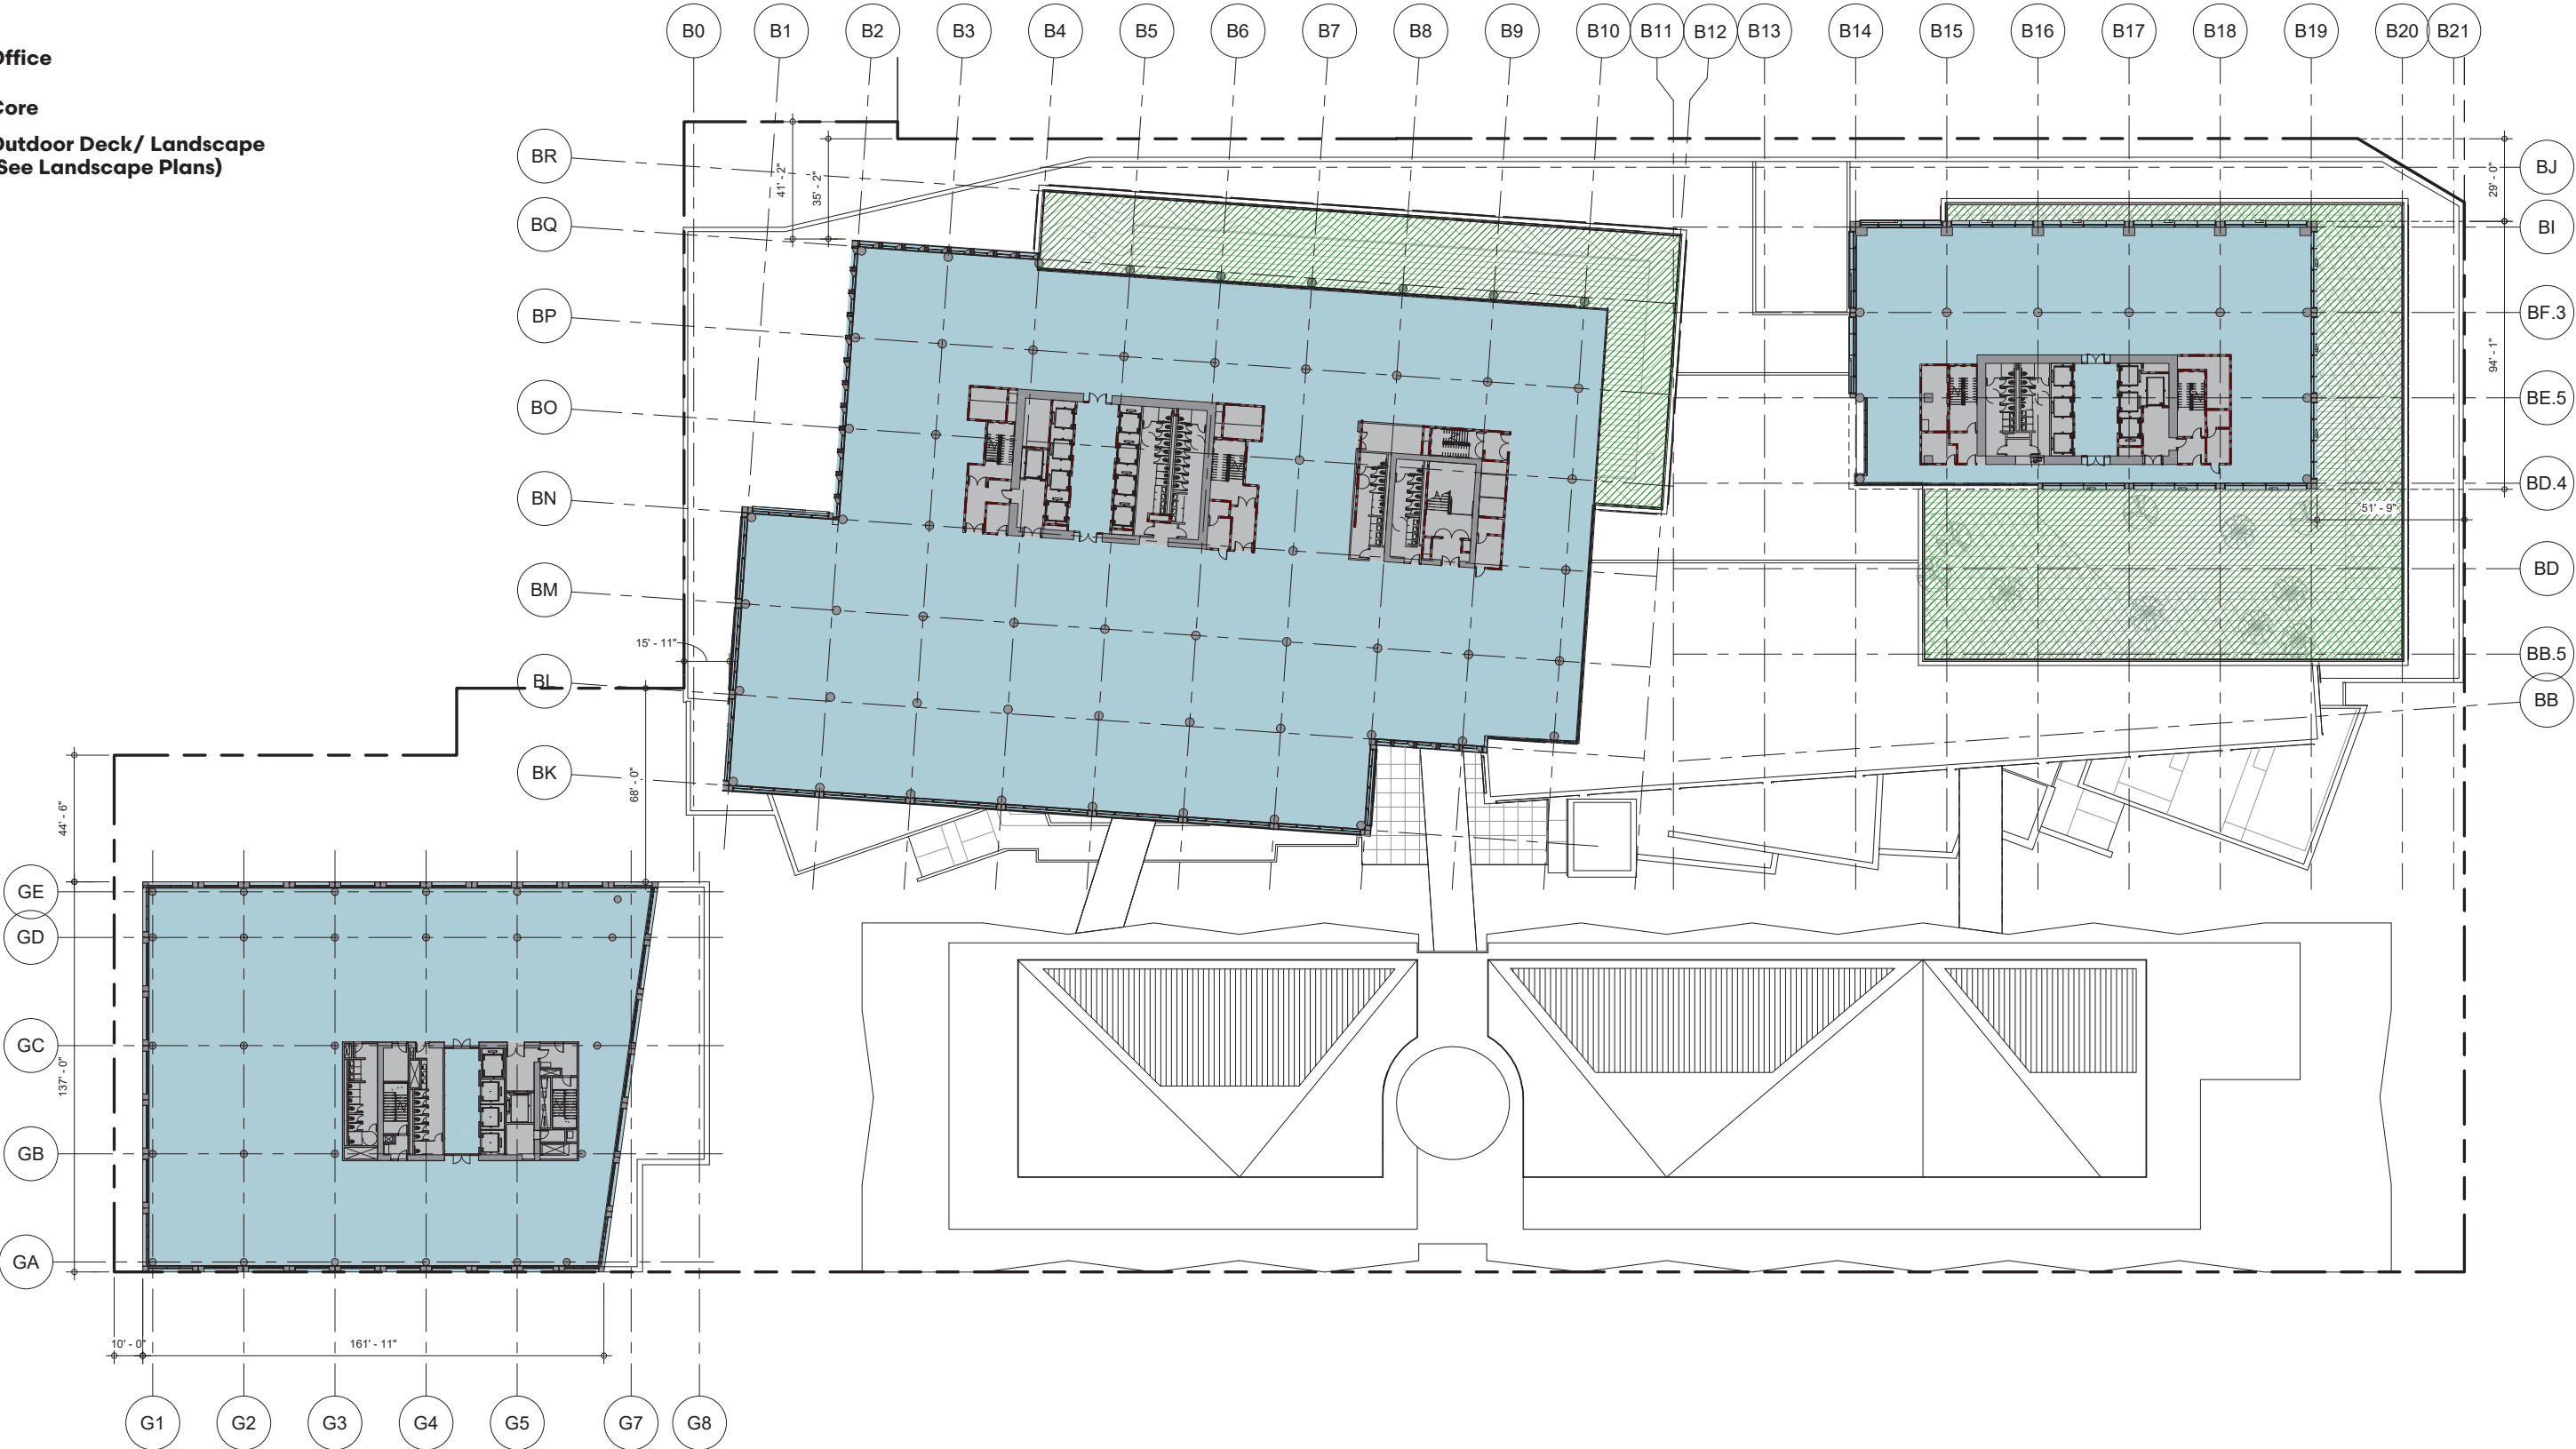 B0 B1 B2 B3 B4 B5 B6 B7 B8 B9 B10 B11 B12 B13 B14 B15 B16 B17 B18 B19 B20 B21
Office
Core
Outdoor Deck/ Landscape
(See Landscape Plans)
BR
BQ
BP
BO
BN
BM
BL
BK
BJ
BI
BF.3
BE.5
BD.4
BD
BB.5
BB
41' - 2"
35' - 2"
29' - 0"
94' - 1"
51' - 9"
15' - 11"
68' - 0"
44' - 6"
137' - 0"
GE
GD
GC
GB
GA
10' - 0"
161' - 11"
G1 G2 G3 G4 G5 G7 G8